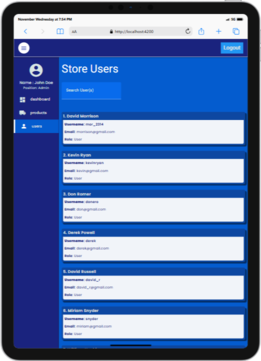 November Wednesday at 7:54 PM
http://localhost:4200
Logout
Name:- John Doe
Position: Admin
dashboard
products
users
Store Users
Search User(s)
1. David Morrison
Username: mor_2314
Email: morrison@gmail.com
Role: User
2. Kevin Ryan
Username: kevinryan
Email: kevin@gmail.com
Role: User
3. Don Romer
Username: donero
Email: don@gmail.com
Role: User
4. Derek Powell
Username: derek
Email: derek@gmail.com
Role: User
5. David Russell
Username: david_r
Email: david_r@gmail.com
Role: User
6. Miriam Snyder
Username: snyder
Email: miriam@gmail.com
Role: User